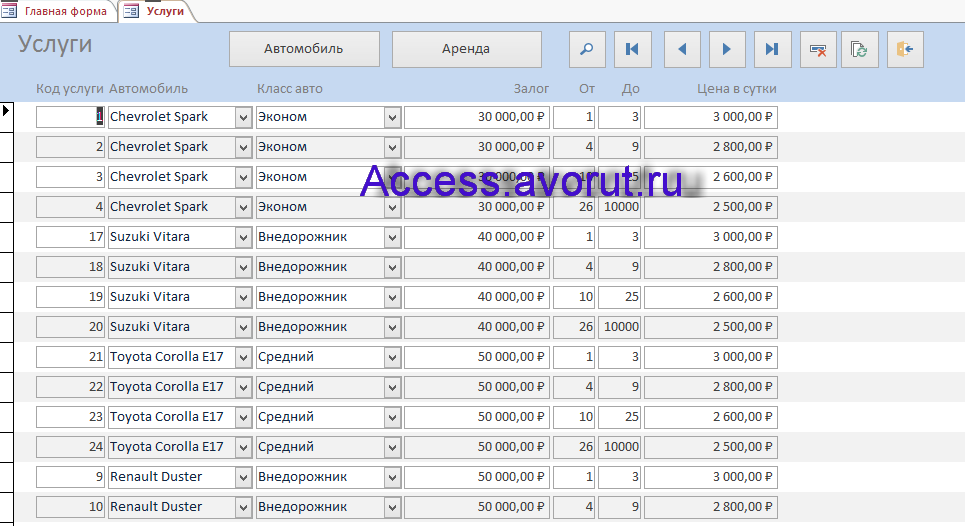 Главная форма Услуги
Услуги Автомобиль Аренда
Код услуги Автомобиль Класс авто Залог От До Цена в сутки
1 Chevrolet Spark Эконом 30 000,00 ₽ 1 3 3 000,00 ₽
2 Chevrolet Spark Эконом 30 000,00 ₽ 4 9 2 800,00 ₽
3 Chevrolet Spark Эконом 30 000,00 ₽ 10 25 2 600,00 ₽
Access.avorut.ru
4 Chevrolet Spark Эконом 30 000,00 ₽ 26 10000 2 500,00 ₽
17 Suzuki Vitara Внедорожник 40 000,00 ₽ 1 3 3 000,00 ₽
18 Suzuki Vitara Внедорожник 40 000,00 ₽ 4 9 2 800,00 ₽
19 Suzuki Vitara Внедорожник 40 000,00 ₽ 10 25 2 600,00 ₽
20 Suzuki Vitara Внедорожник 40 000,00 ₽ 26 10000 2 500,00 ₽
21 Toyota Corolla E17 Средний 50 000,00 ₽ 1 3 3 000,00 ₽
22 Toyota Corolla E17 Средний 50 000,00 ₽ 4 9 2 800,00 ₽
23 Toyota Corolla E17 Средний 50 000,00 ₽ 10 25 2 600,00 ₽
24 Toyota Corolla E17 Средний 50 000,00 ₽ 26 10000 2 500,00 ₽
9 Renault Duster Внедорожник 50 000,00 ₽ 1 3 3 000,00 ₽
10 Renault Duster Внедорожник 50 000,00 ₽ 4 9 2 800,00 ₽